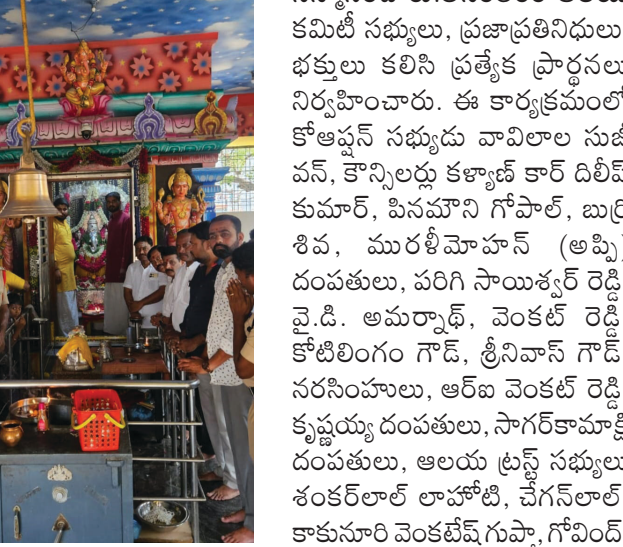 కమిటీ సభ్యులు, ప్రజాప్రతినిధులు
భక్తులు కలిసి ప్రత్యేక ప్రార్థనలు
నిర్వహించారు. ఈ కార్యక్రమంలో
కోఆప్షన్ సభ్యుడు వావిలాల సుజీ
వన్, కౌన్సిలర్లు కళ్యాణ్ కార్ దిలీప్
కుమార్, పినమౌని గోపాల్, బుర్రి
శివ, మురళీమోహన్ (అప్పి)
దంపతులు, పరిగి సాయిశ్వర్ రెడ్డి
వై.డి. అమర్నాథ్, వెంకట్ రెడ్డి
కోటిలింగం గౌడ్, శ్రీనివాస్ గౌడ్
నరసింహులు, ఆర్ఐ వెంకట్ రెడ్డి
కృష్ణయ్య దంపతులు, సాగర్‌కామాక్షి
దంపతులు, ఆలయ ట్రస్ట్ సభ్యులు
శంకర్‌లాల్ లాహోటి, చేగన్‌లాల్
కాకునూరి వెంకటేష్‌గుప్తా, గోవింద్